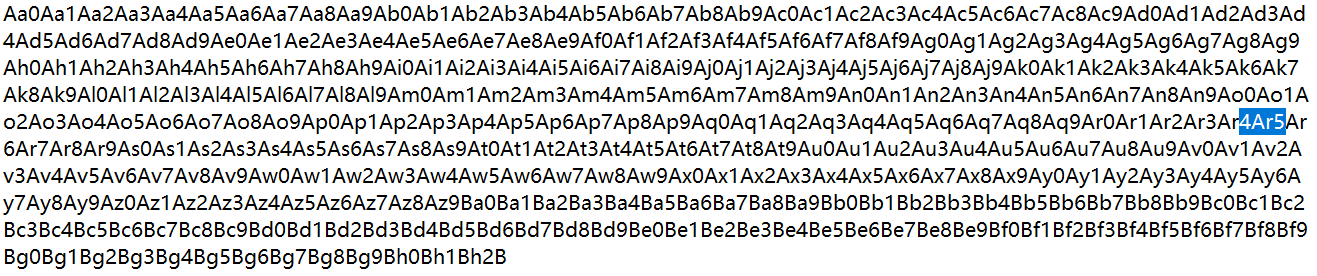 Aa0Aa1Aa2Aa3Aa4Aa5Aa6Aa7Aa8Aa9Ab0Ab1Ab2Ab3Ab4Ab5Ab6Ab7Ab8Ab9Ac0Ac1Ac2Ac3Ac4Ac5Ac6Ac7Ac8Ac9Ad0Ad1Ad2Ad3Ad
4Ad5Ad6Ad7Ad8Ad9Ae0Ae1Ae2Ae3Ae4Ae5Ae6Ae7Ae8Ae9Af0Af1Af2Af3Af4Af5Af6Af7Af8Af9Ag0Ag1Ag2Ag3Ag4Ag5Ag6Ag7Ag8Ag9
Ah0Ah1Ah2Ah3Ah4Ah5Ah6Ah7Ah8Ah9Ai0Ai1Ai2Ai3Ai4Ai5Ai6Ai7Ai8Ai9Aj0Aj1Aj2Aj3Aj4Aj5Aj6Aj7Aj8Aj9Ak0Ak1Ak2Ak3Ak4Ak5Ak6Ak7
Ak8Ak9Al0Al1Al2Al3Al4Al5Al6Al7Al8Al9Am0Am1Am2Am3Am4Am5Am6Am7Am8Am9An0An1An2An3An4An5An6An7An8An9Ao0Ao1A
o2Ao3Ao4Ao5Ao6Ao7Ao8Ao9Ap0Ap1Ap2Ap3Ap4Ap5Ap6Ap7Ap8Ap9Aq0Aq1Aq2Aq3Aq4Aq5Aq6Aq7Aq8Aq9Ar0Ar1Ar2Ar3Ar4Ar5Ar
6Ar7Ar8Ar9As0As1As2As3As4As5As6As7As8As9At0At1At2At3At4At5At6At7At8At9Au0Au1Au2Au3Au4Au5Au6Au7Au8Au9Av0Av1Av2A
v3Av4Av5Av6Av7Av8Av9Aw0Aw1Aw2Aw3Aw4Aw5Aw6Aw7Aw8Aw9Ax0Ax1Ax2Ax3Ax4Ax5Ax6Ax7Ax8Ax9Ay0Ay1Ay2Ay3Ay4Ay5Ay6A
y7Ay8Ay9Az0Az1Az2Az3Az4Az5Az6Az7Az8Az9Ba0Ba1Ba2Ba3Ba4Ba5Ba6Ba7Ba8Ba9Bb0Bb1Bb2Bb3Bb4Bb5Bb6Bb7Bb8Bb9Bc0Bc1Bc2
Bc3Bc4Bc5Bc6Bc7Bc8Bc9Bd0Bd1Bd2Bd3Bd4Bd5Bd6Bd7Bd8Bd9Be0Be1Be2Be3Be4Be5Be6Be7Be8Be9Bf0Bf1Bf2Bf3Bf4Bf5Bf6Bf7Bf8Bf9
Bg0Bg1Bg2Bg3Bg4Bg5Bg6Bg7Bg8Bg9Bh0Bh1Bh2B